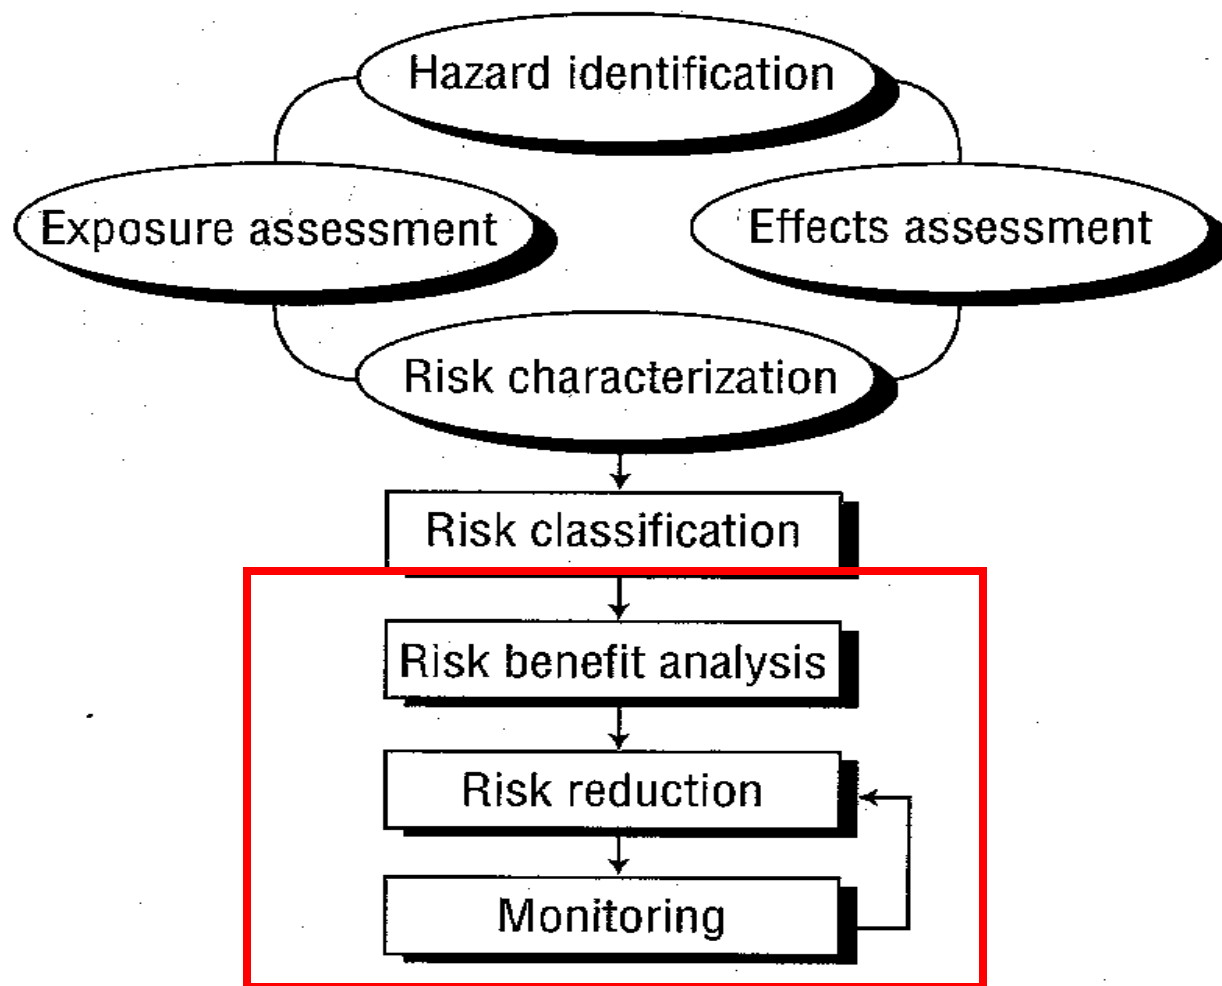 Hazard identification
Exposure assessment
Effects assessment
Risk characterization
Risk classification
Risk benefit analysis
Risk reduction
Monitoring